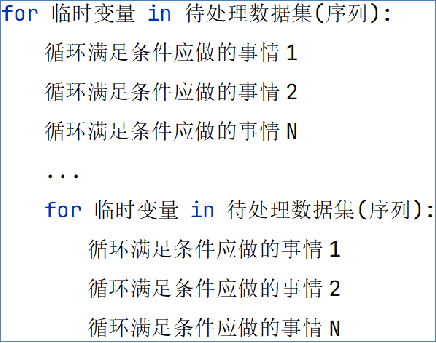 for 临时变量 in 待处理数据集(序列):
    循环满足条件应做的事情 1
    循环满足条件应做的事情 2
    循环满足条件应做的事情 N
    ...
    for 临时变量 in 待处理数据集(序列):
        循环满足条件应做的事情 1
        循环满足条件应做的事情 2
        循环满足条件应做的事情 N